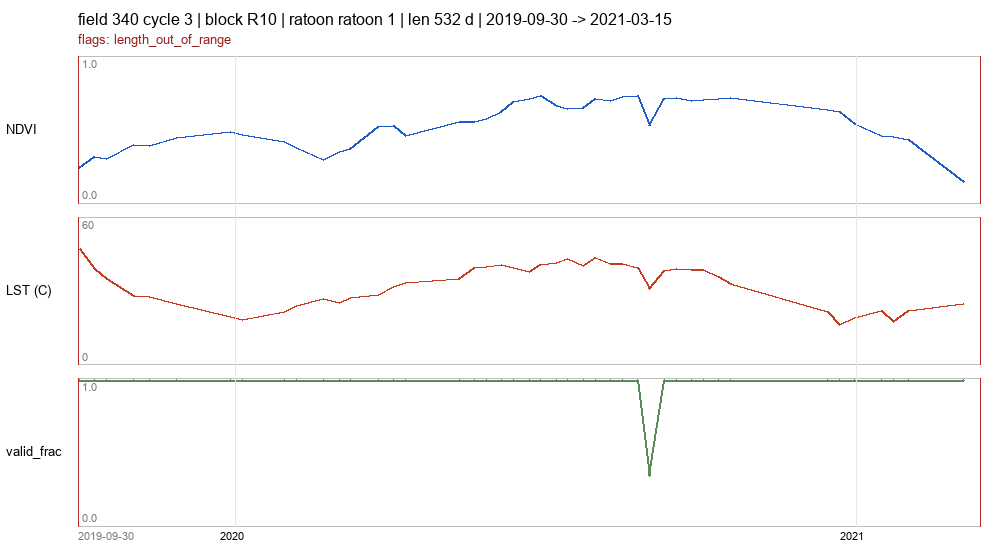 field 340 cycle 3 | block R10 | ratoon ratoon 1 | len 532 d | 2019-09-30 -> 2021-03-15
flags: length_out_of_range
1.0
NDVI
0.0
60
LST (C)
0
1.0
valid_frac
0.0
2019-09-30 2020 2021